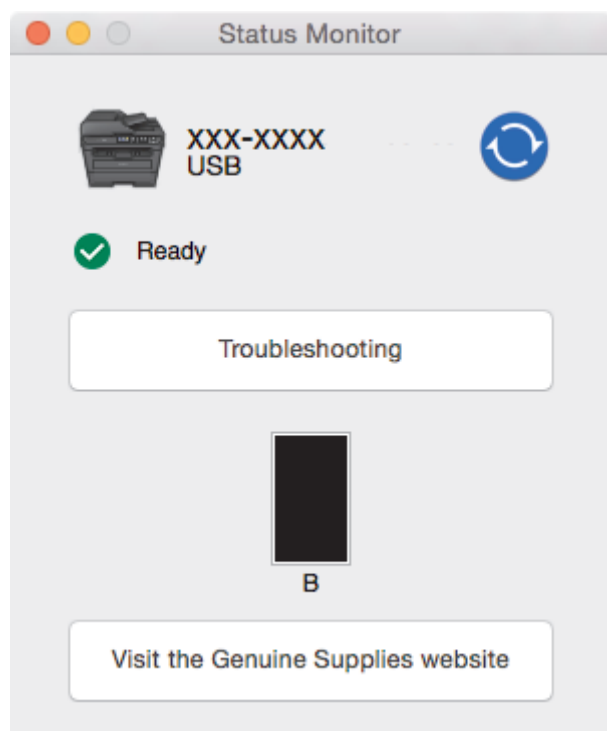 Status Monitor
XXX-XXXX
USB
Ready
Troubleshooting
B
Visit the Genuine Supplies website